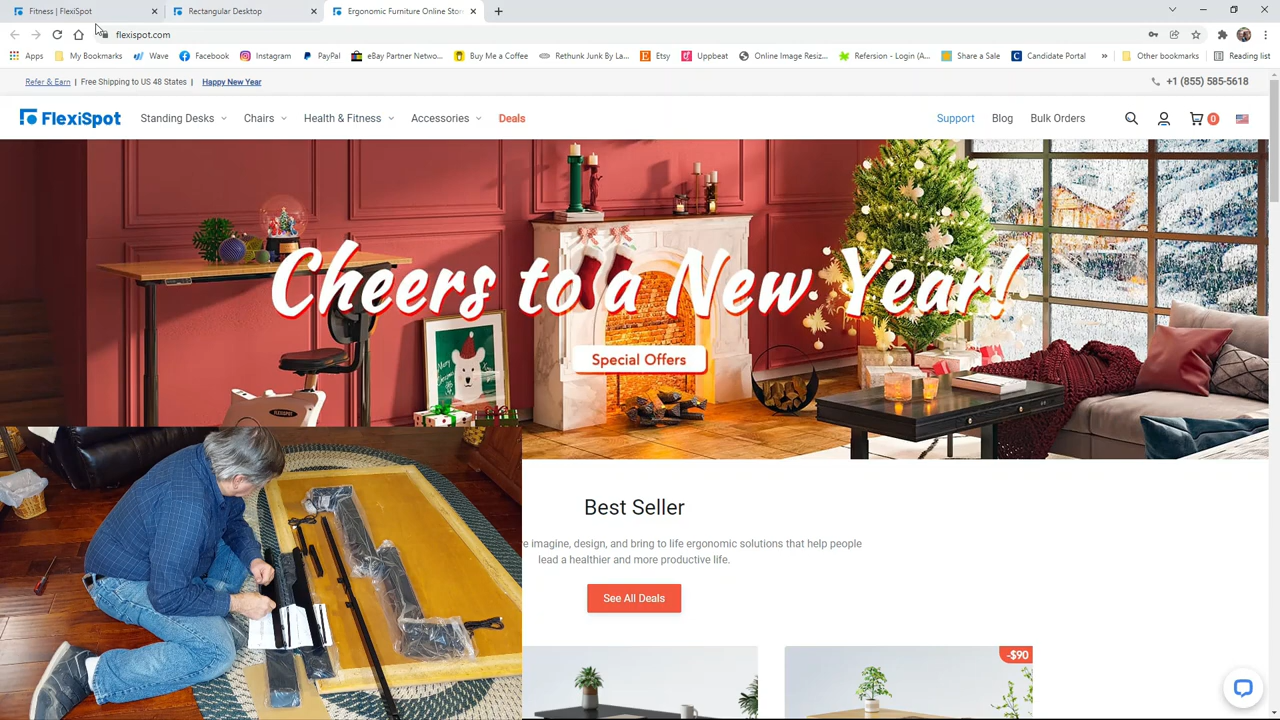 Fitness | FlexiSpot
Rectangular Desktop
Ergonomic Furniture Online Stor
flexispot.com
Apps
My Bookmarks
Wave
Facebook
Instagram
PayPal
eBay Partner Netwo...
Buy Me a Coffee
Rethunk Junk By La...
Etsy
Uppbeat
Online Image Resiz...
Refersion - Login (A...
Share a Sale
Candidate Portal
»
Other bookmarks
Reading list
Refer & Earn | Free Shipping to US 48 States | Happy New Year
+1 (855) 585-5618
FlexiSpot
Standing Desks
Chairs
Health & Fitness
Accessories
Deals
Support
Blog
Bulk Orders
0
Cheers to a New Year!
Special Offers
FLEXISPOT
Best Seller
e imagine, design, and bring to life ergonomic solutions that help people
lead a healthier and more productive life.
See All Deals
-$90